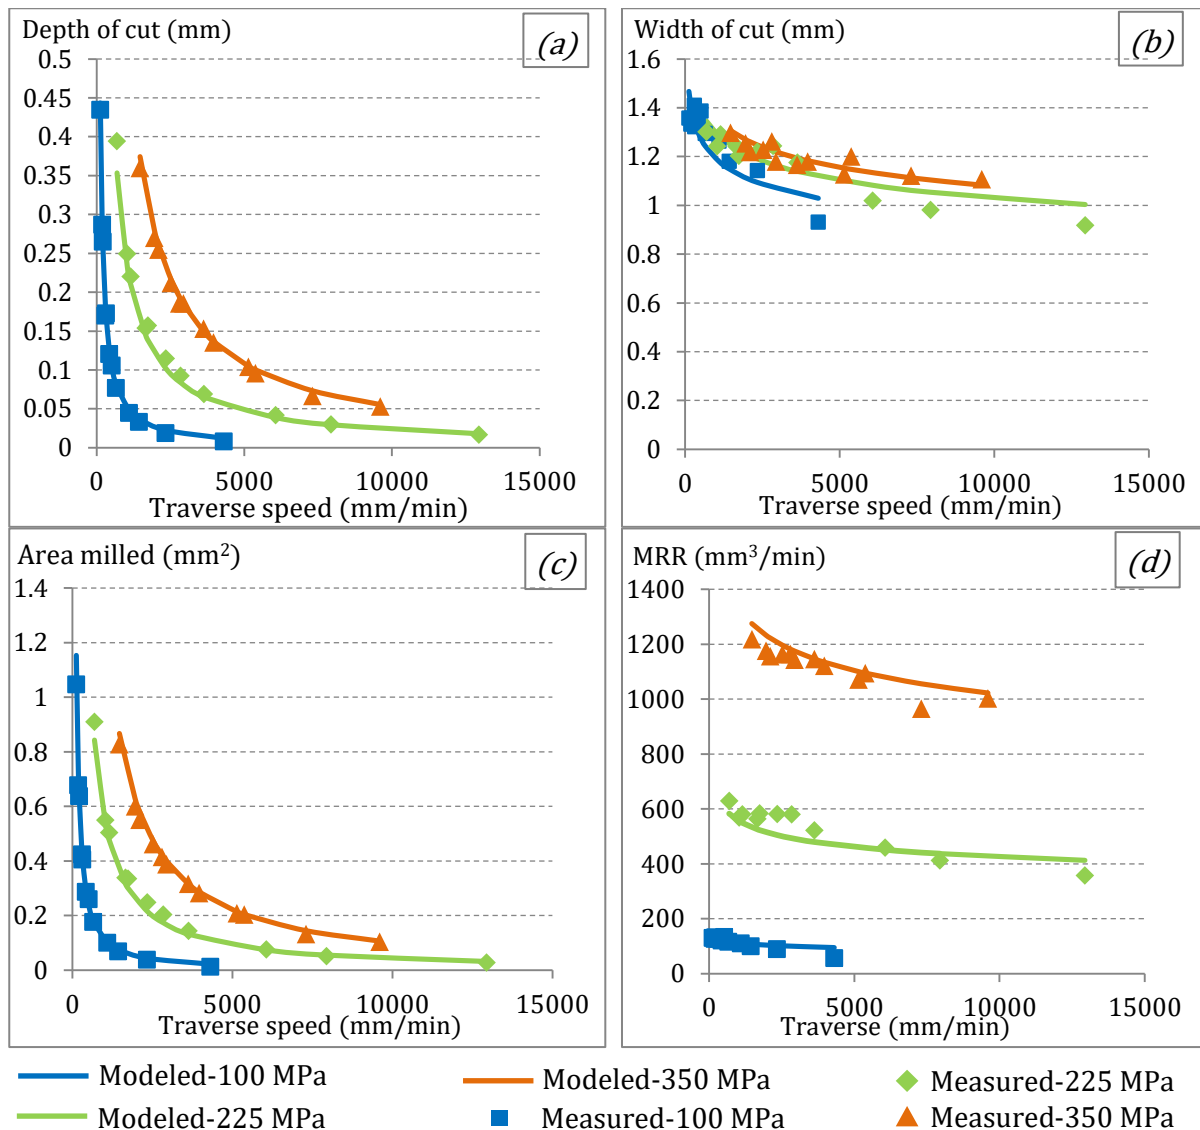 Depth of cut (mm)
(a)
0.5
0.45
0.4
0.35
0.3
0.25
0.2
0.15
0.1
0.05
0
0 5000 10000 15000
Traverse speed (mm/min)
Width of cut (mm)
(b)
1.6
1.4
1.2
1
0.8
0.6
0.4
0.2
0
0 5000 10000 15000
Traverse speed (mm/min)
Area milled (mm²)
(c)
1.4
1.2
1
0.8
0.6
0.4
0.2
0
0 5000 10000 15000
Traverse speed (mm/min)
MRR (mm³/min)
(d)
1400
1200
1000
800
600
400
200
0
0 5000 10000 15000
Traverse (mm/min)
Modeled-100 MPa Modeled-350 MPa Measured-225 MPa
Modeled-225 MPa Measured-100 MPa Measured-350 MPa